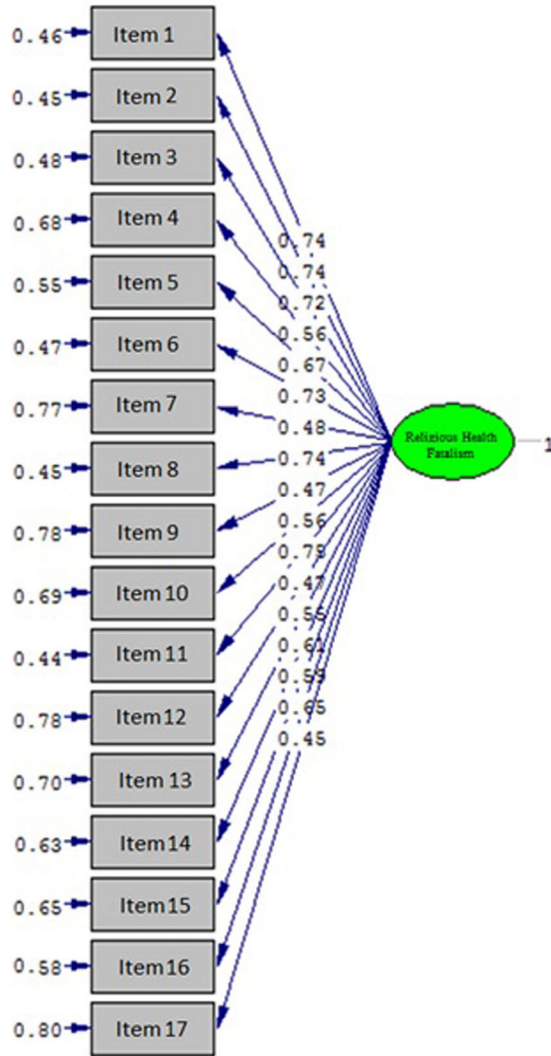 0.46 Item 1
0.45 Item 2
0.48 Item 3
0.68 Item 4
0.55 Item 5
0.47 Item 6
0.77 Item 7
0.45 Item 8
0.78 Item 9
0.69 Item 10
0.44 Item 11
0.78 Item 12
0.70 Item 13
0.63 Item 14
0.65 Item 15
0.58 Item 16
0.80 Item 17
0.74
0.74
0.72
0.56
0.67
0.73
0.48
0.74
0.47
0.56
0.47
0.55
0.61
0.59
0.65
0.45
Religious Health
Fatalism
1